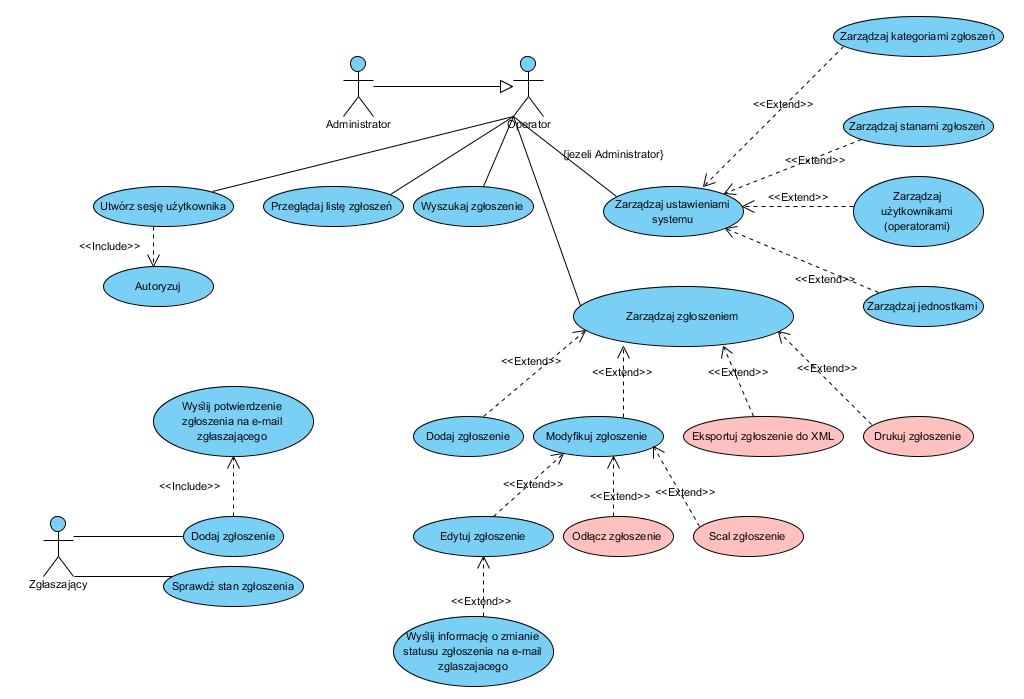 Zarządzaj kategoriami zgłoszeń
Administrator
Operator
<<Extend>>
Zarządzaj stanami zgłoszeń
{jezeli Administrator}
<<Extend>>
Utwórz sesję użytkownika
Przeglądaj listę zgłoszeń
Wyszukaj zgłoszenie
Zarządzaj ustawieniami
systemu
<<Extend>>
Zarządzaj
użytkownikami
(operatorami)
<<Include>>
Autoryzuj
<<Extend>>
Zarządzaj jednostkami
Zarządzaj zgłoszeniem
<<Extend>>
<<Extend>>
<<Extend>>
<<Extend>>
Wyślij potwierdzenie
zgłoszenia na e-mail
zgłaszającego
Dodaj zgłoszenie
Modyfikuj zgłoszenie
Eksportuj zgłoszenie do XML
Drukuj zgłoszenie
<<Include>>
<<Extend>>
<<Extend>>
<<Extend>>
Dodaj zgłoszenie
Edytuj zgłoszenie
Odłącz zgłoszenie
Scal zgłoszenie
Zgłaszający
Sprawdź stan zgłoszenia
<<Extend>>
Wyślij informację o zmianie
statusu zgłoszenia na e-mail
zglaszajacego